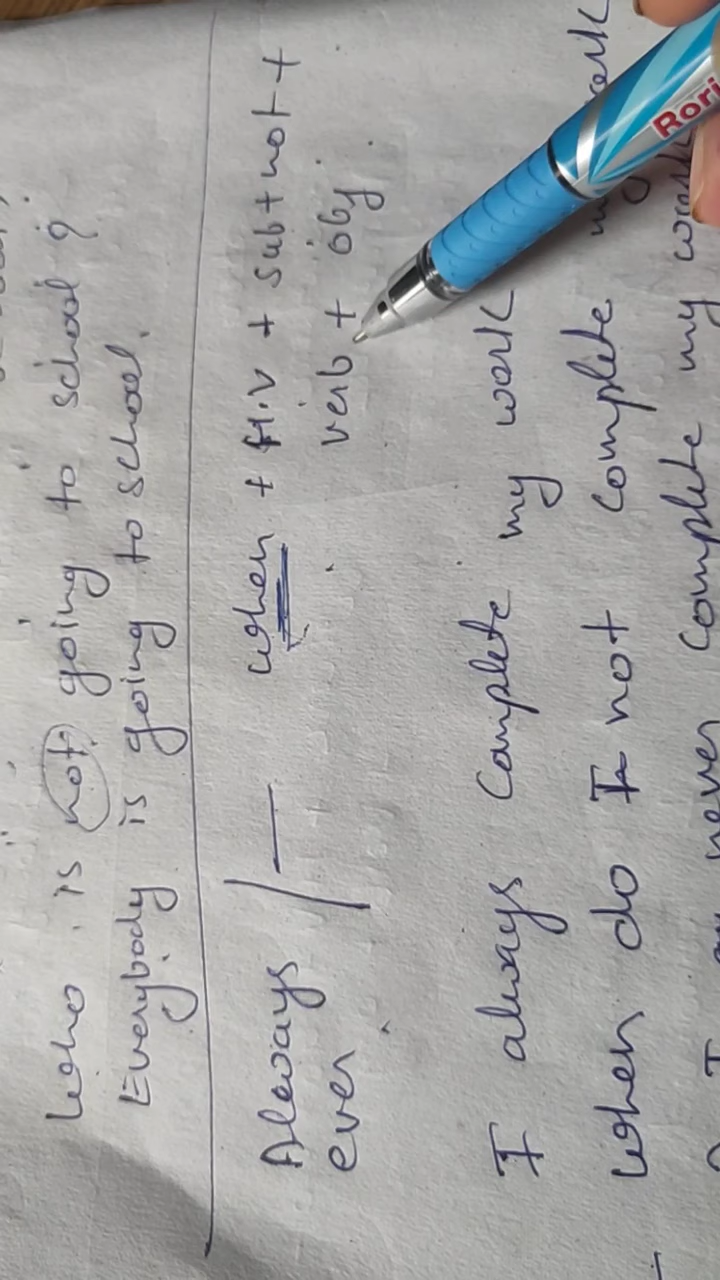 Who is not going to school ?
Everybody is going to school.
Always / — when + H.V + sub + not +
ever verb + obj
I always complete my work
When do I not complete my work
I never complete my work
Rori